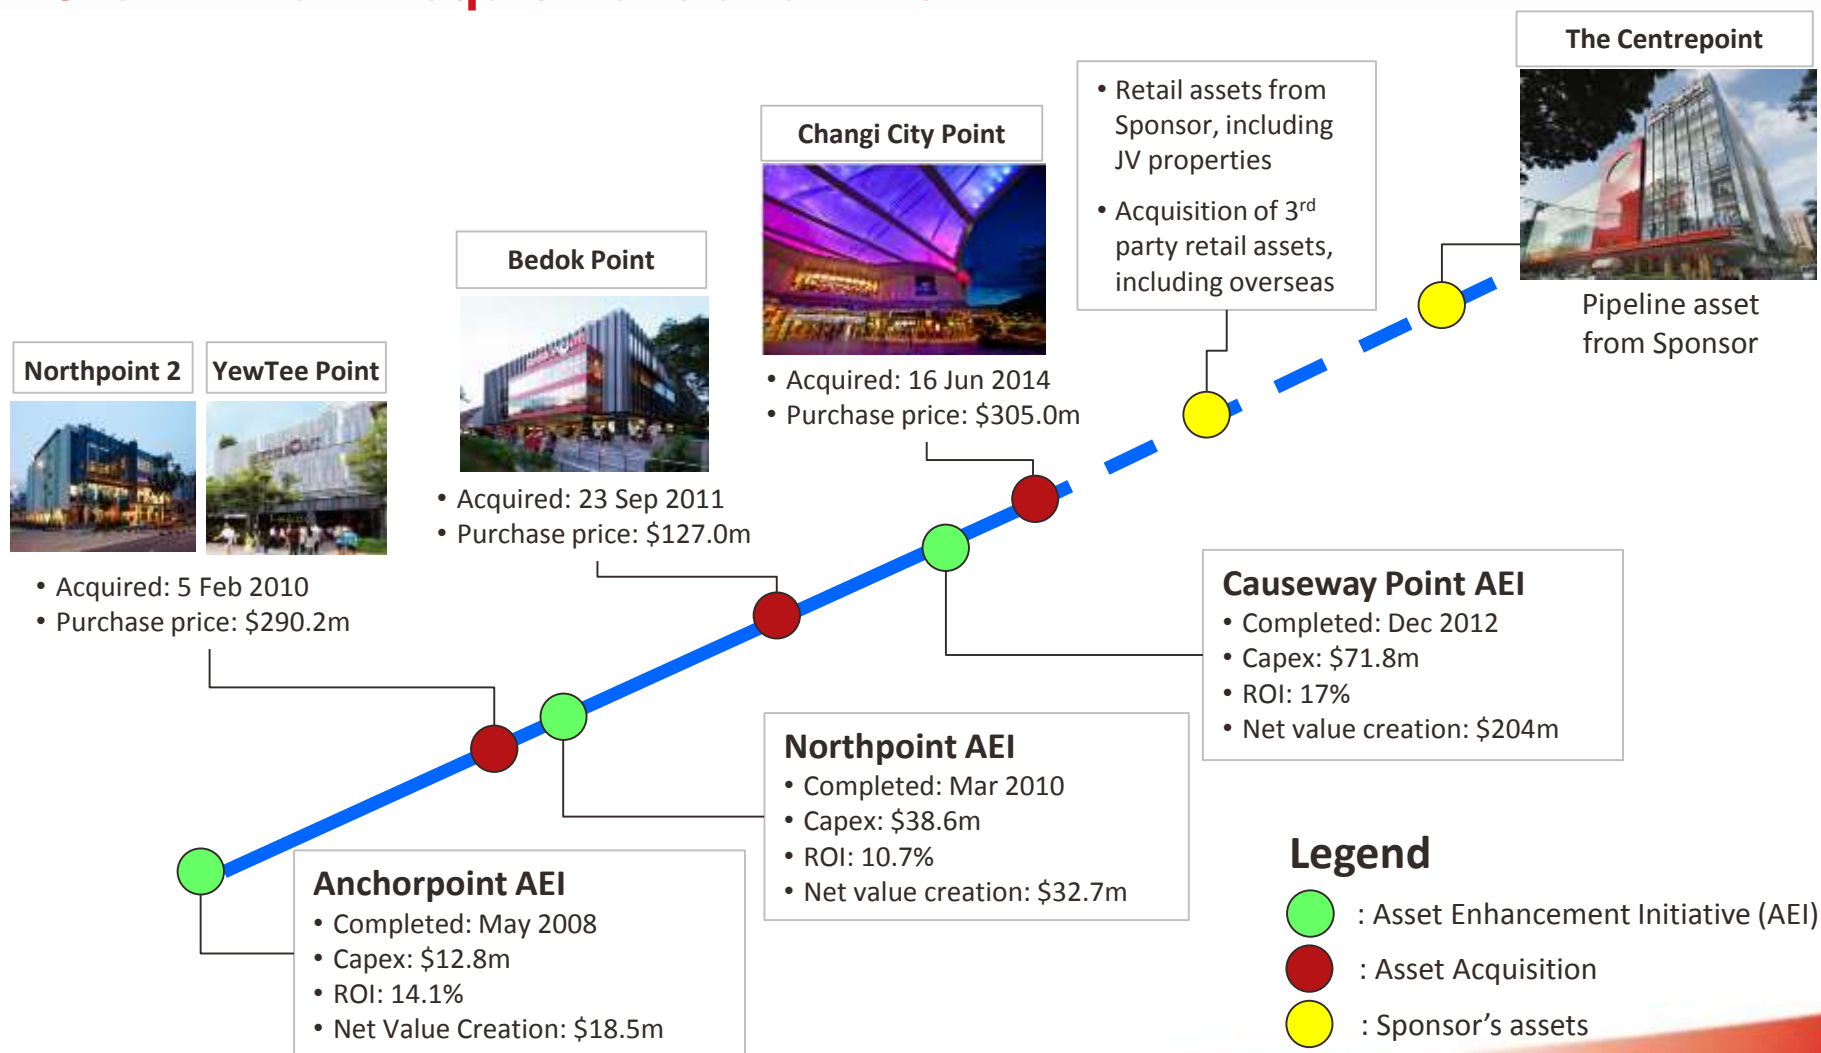 The Centrepoint
Pipeline asset
from Sponsor
• Retail assets from
Sponsor, including
JV properties
• Acquisition of 3rd
party retail assets,
including overseas
Changi City Point
• Acquired: 16 Jun 2014
• Purchase price: $305.0m
Bedok Point
• Acquired: 23 Sep 2011
• Purchase price: $127.0m
Northpoint 2
YewTee Point
• Acquired: 5 Feb 2010
• Purchase price: $290.2m
Causeway Point AEI
• Completed: Dec 2012
• Capex: $71.8m
• ROI: 17%
• Net value creation: $204m
Northpoint AEI
• Completed: Mar 2010
• Capex: $38.6m
• ROI: 10.7%
• Net value creation: $32.7m
Anchorpoint AEI
• Completed: May 2008
• Capex: $12.8m
• ROI: 14.1%
• Net Value Creation: $18.5m
Legend
: Asset Enhancement Initiative (AEI)
: Asset Acquisition
: Sponsor’s assets